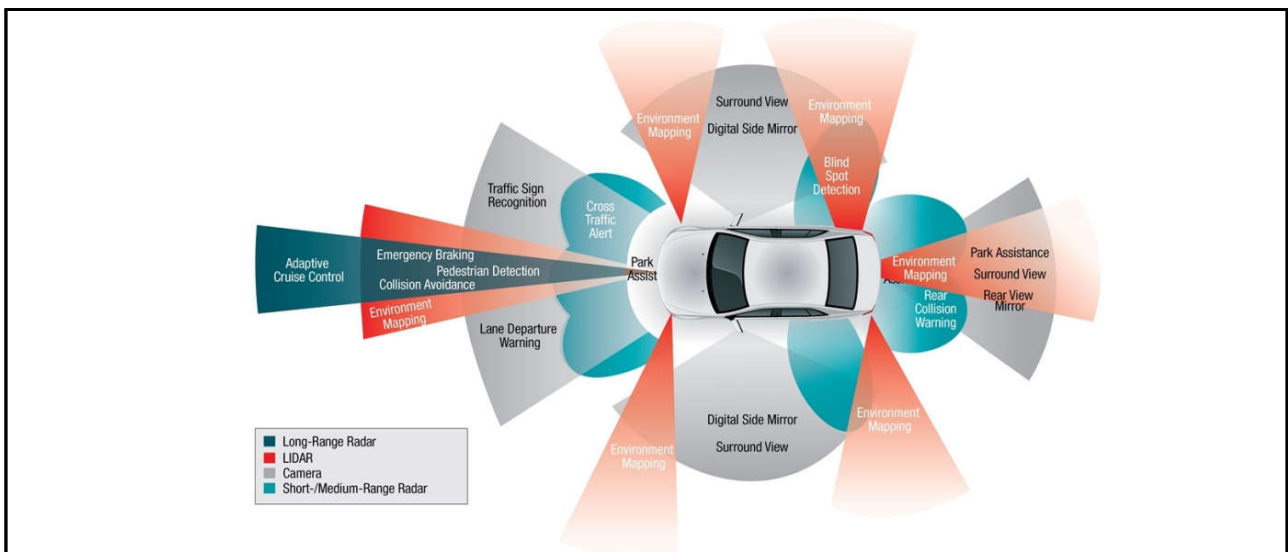 Surround View
Digital Side Mirror
Environment
Mapping
Environment
Mapping
Blind
Spot
Detection
Traffic Sign
Recognition
Cross
Traffic
Alert
Adaptive
Cruise Control
Emergency Braking
Pedestrian Detection
Collision Avoidance
Environment
Mapping
Lane Departure
Warning
Park
Assist
Environment
Mapping
Park Assistance
Surround View
Rear View
Mirror
Rear
Collision
Warning
Digital Side Mirror
Surround View
Environment
Mapping
Environment
Mapping
Long-Range Radar
LIDAR
Camera
Short-/Medium-Range Radar